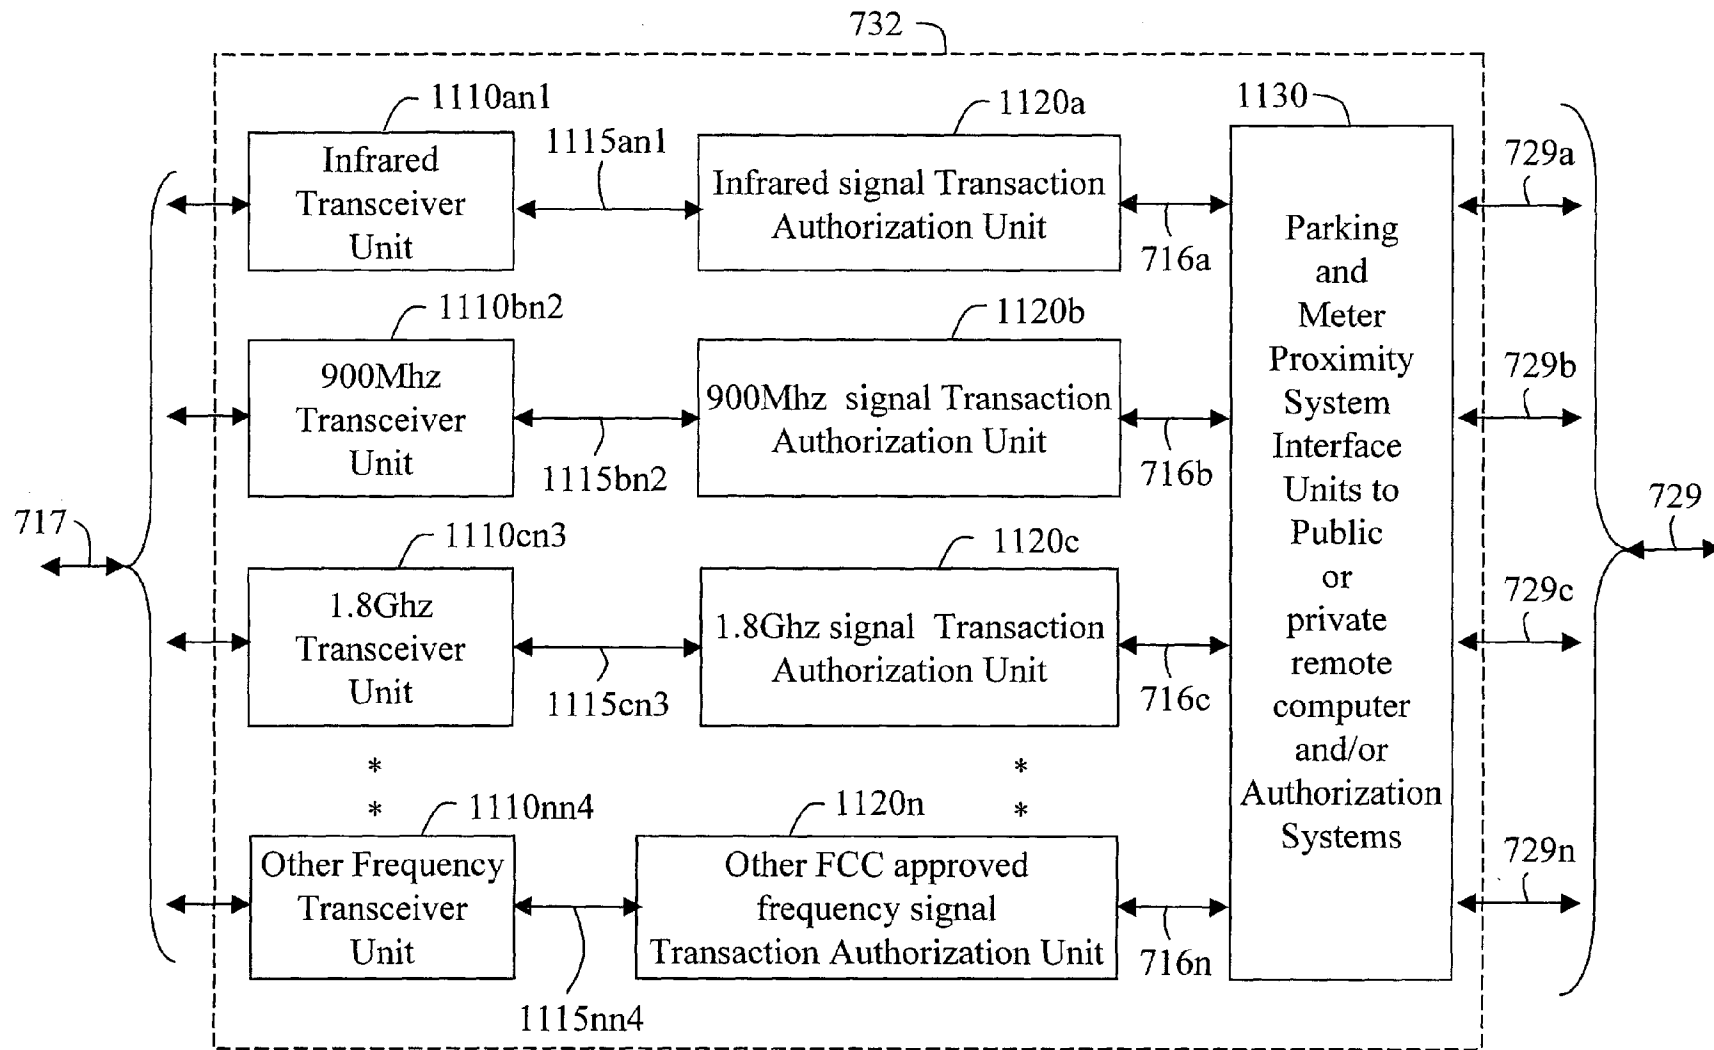 732
1110an1
1115an1
1120a
1130
729a
Infrared
Transceiver
Unit
Infrared signal Transaction
Authorization Unit
716a
Parking
and
Meter
Proximity
System
Interface
Units to
Public
or
private
remote
computer
and/or
Authorization
Systems
1110bn2
1120b
729b
900Mhz
Transceiver
Unit
900Mhz signal Transaction
Authorization Unit
1115bn2
716b
717
729
1110cn3
1120c
729c
1.8Ghz
Transceiver
Unit
1.8Ghz signal Transaction
Authorization Unit
1115cn3
716c
* *
* *
1110nn4
1120n
729n
Other Frequency
Transceiver
Unit
Other FCC approved
frequency signal
Transaction Authorization Unit
716n
1115nn4